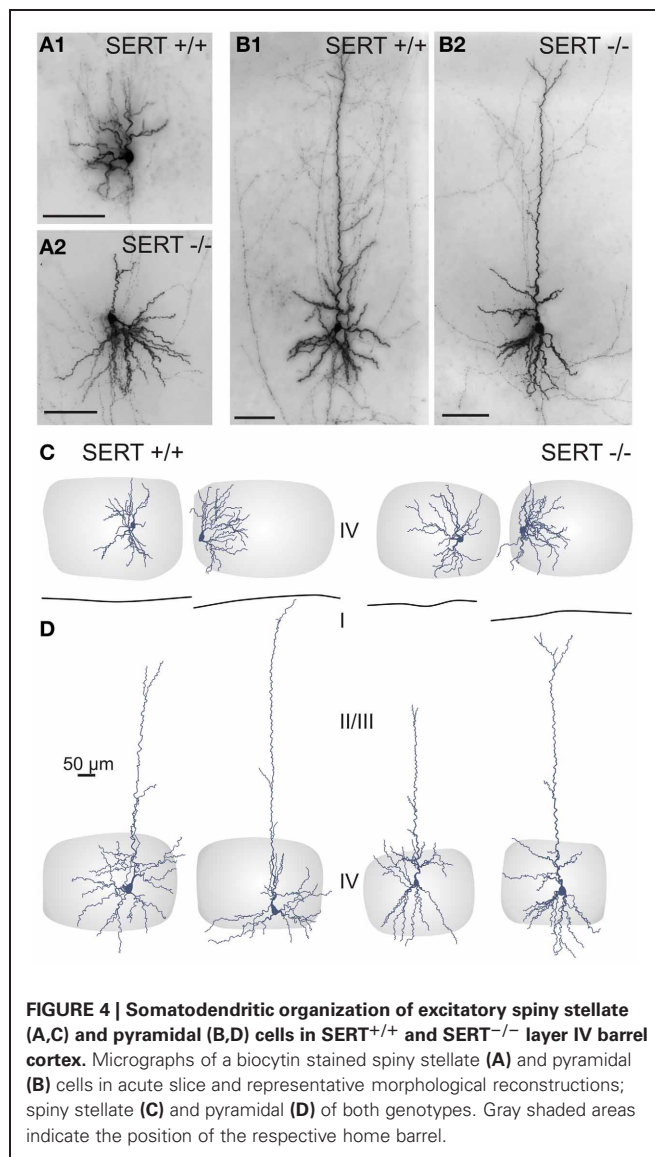 A1 SERT +/+
B1 SERT +/+
B2 SERT -/-
A2 SERT -/-
C SERT +/+ SERT -/-
IV
I
D
II/III
50 µm
IV
FIGURE 4 | Somatodendritic organization of excitatory spiny stellate
(A,C) and pyramidal (B,D) cells in SERT+/+ and SERT−/− layer IV barrel
cortex. Micrographs of a biocytin stained spiny stellate (A) and pyramidal
(B) cells in acute slice and representative morphological reconstructions;
spiny stellate (C) and pyramidal (D) of both genotypes. Gray shaded areas
indicate the position of the respective home barrel.